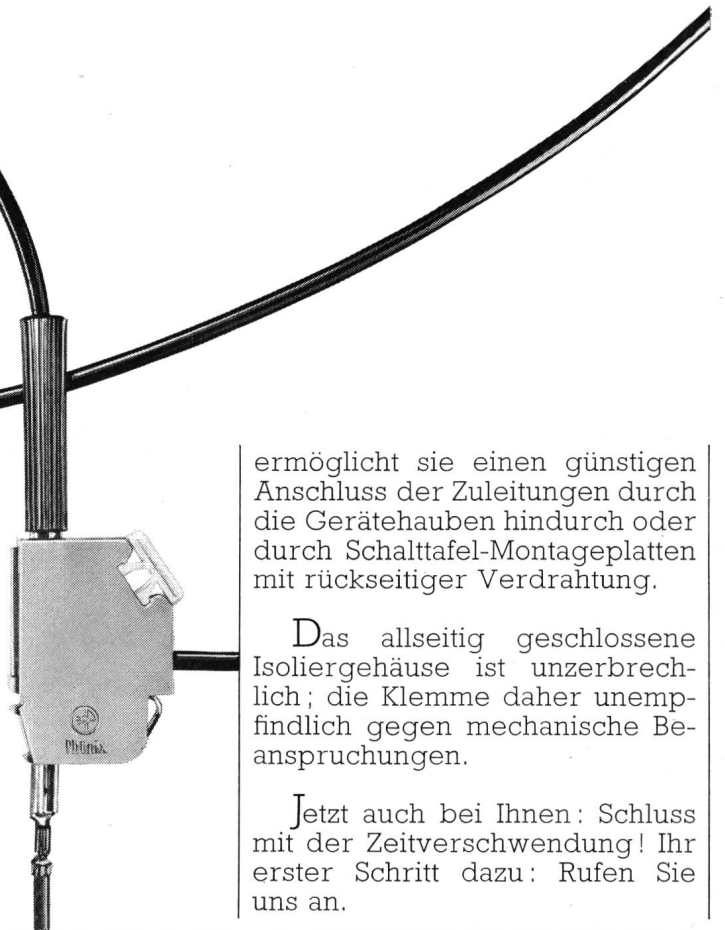 ermöglicht sie einen günstigen
Anschluss der Zuleitungen durch
die Gerätehauben hindurch oder
durch Schalttafel-Montageplatten
mit rückseitiger Verdrahtung.
Das allseitig geschlossene
Isoliergehäuse ist unzerbrech-
lich; die Klemme daher unemp-
findlich gegen mechanische Be-
anspruchungen.
Jetzt auch bei Ihnen: Schluss
mit der Zeitverschwendung! Ihr
erster Schritt dazu: Rufen Sie
uns an.
Phönix